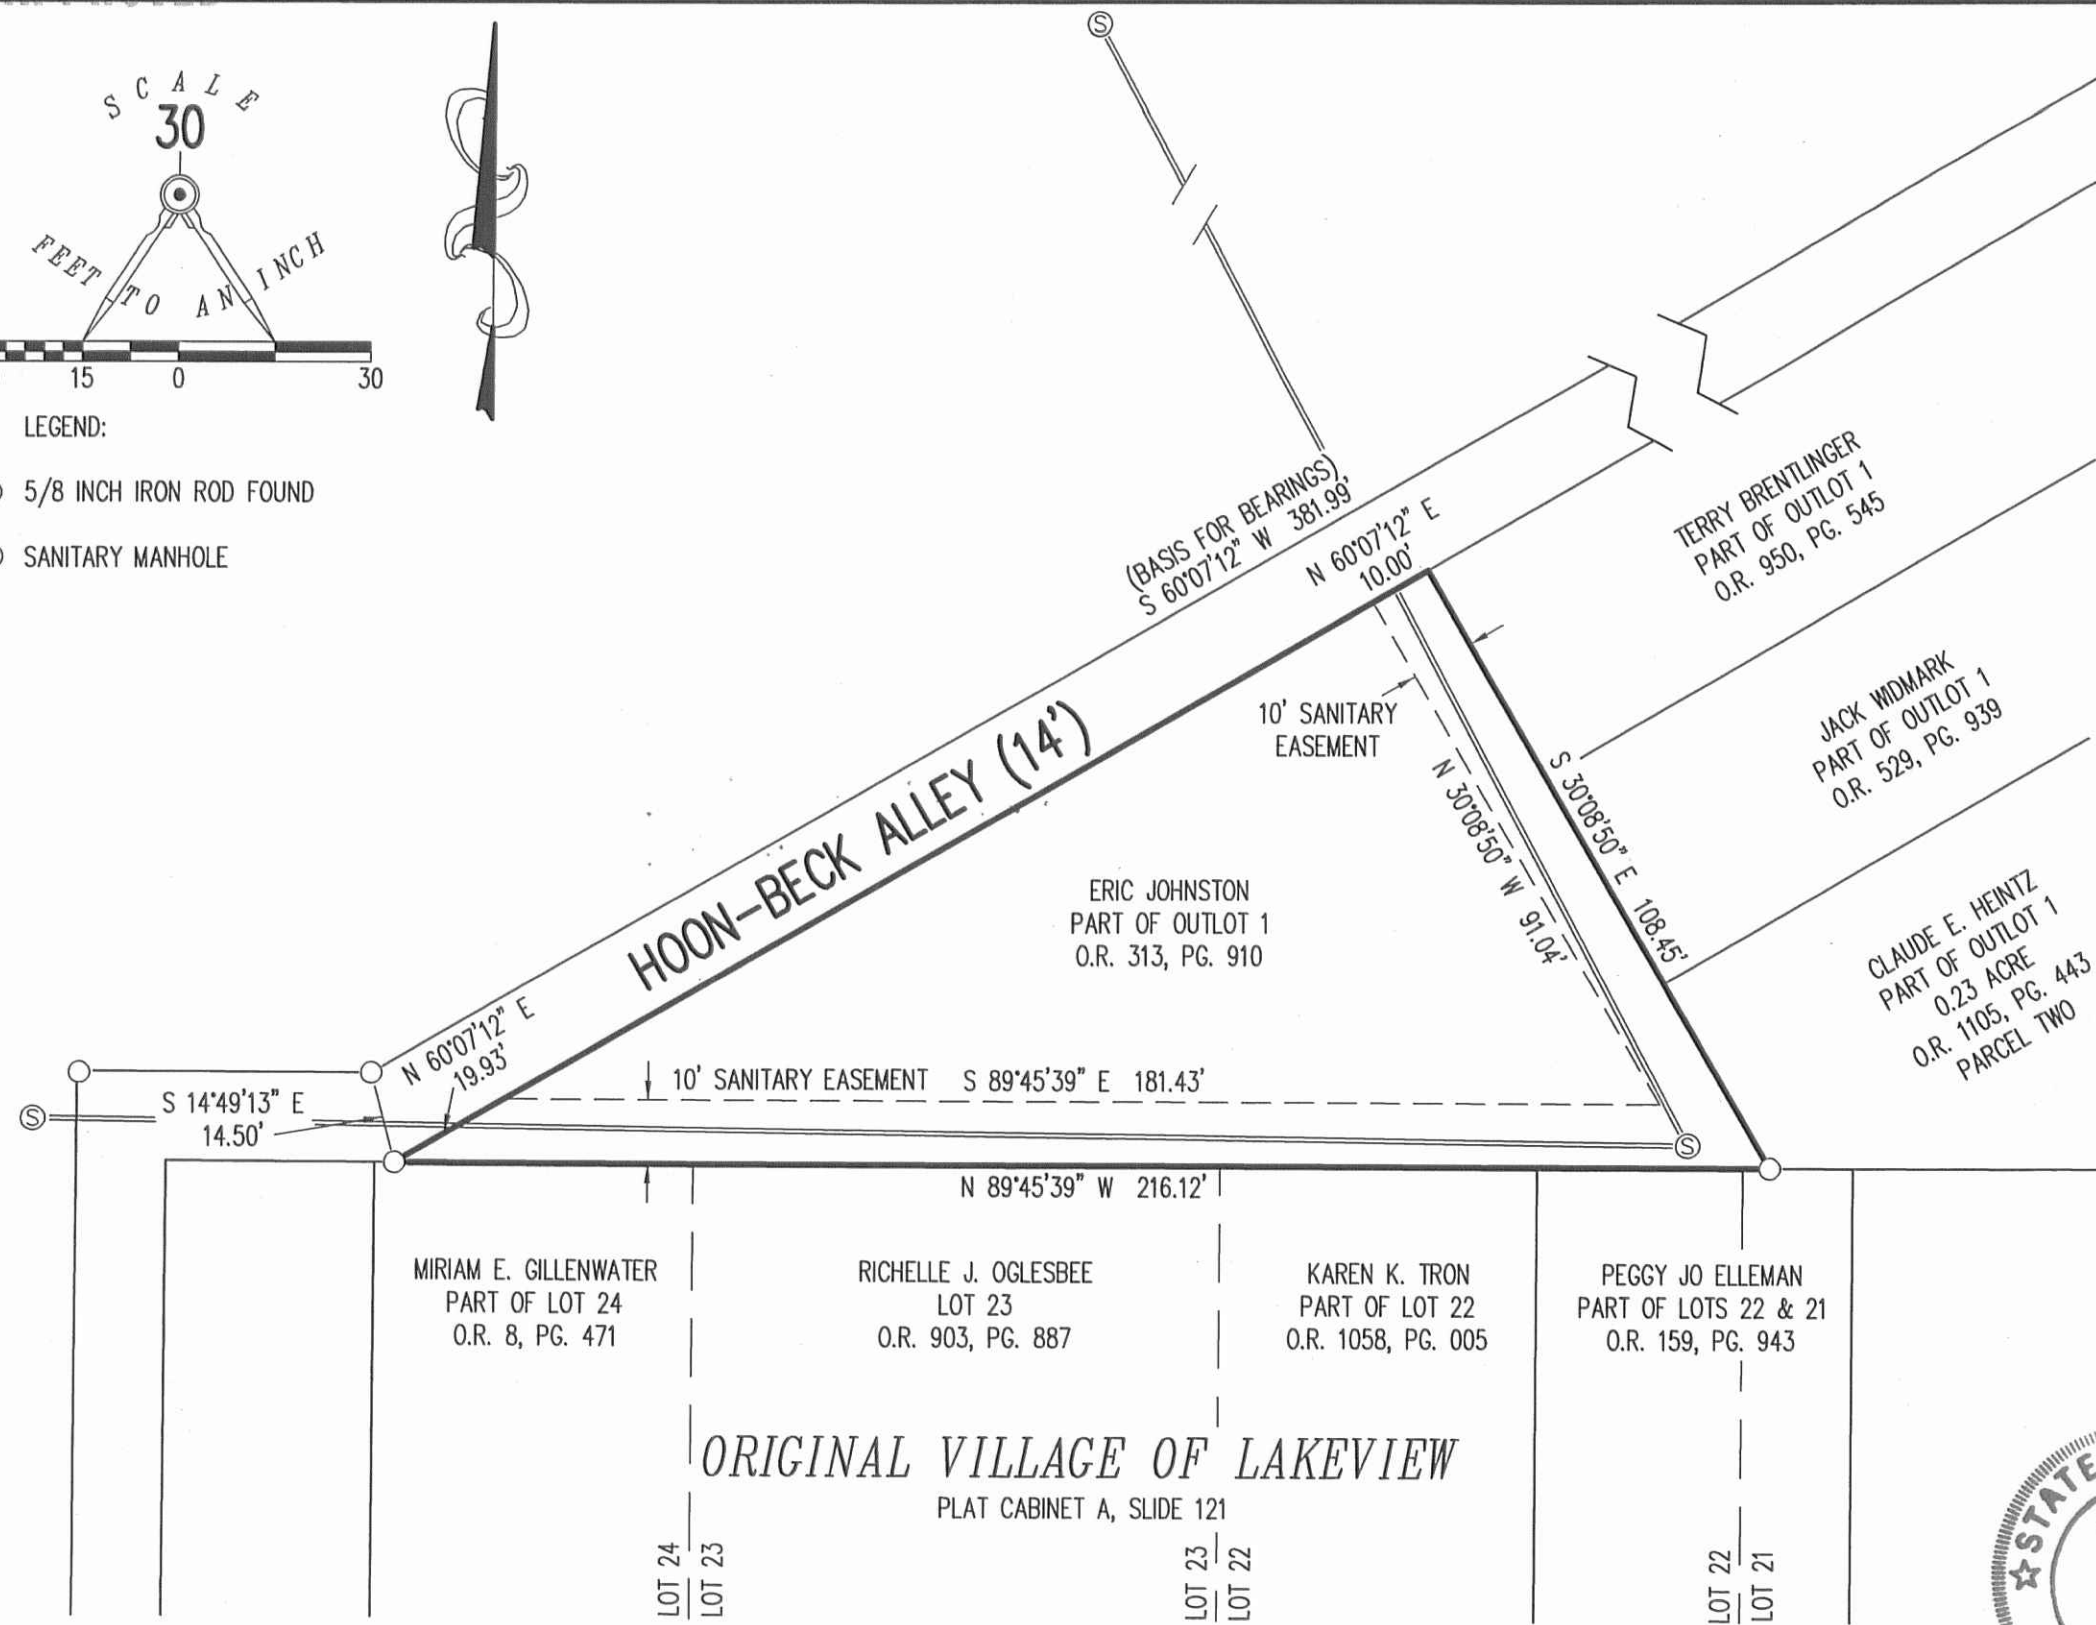 SCALE
30
FEET TO AN INCH
15 0 30
LEGEND:
5/8 INCH IRON ROD FOUND
SANITARY MANHOLE
S
(BASIS FOR BEARINGS)
S 60°07'12" W 381.99'
N 60°07'12" E
10.00'
TERRY BRENTLINGER
PART OF OUTLOT 1
O.R. 950, PG. 545
JACK WIDMARK
PART OF OUTLOT 1
O.R. 529, PG. 939
CLAUDE E. HEINTZ
PART OF OUTLOT 1
0.23 ACRE
O.R. 1105, PG. 443
PARCEL TWO
10' SANITARY
EASEMENT
N 30°08'50" W 91.04'
S 30°08'50" E 108.45'
HOON-BECK ALLEY (14')
ERIC JOHNSTON
PART OF OUTLOT 1
O.R. 313, PG. 910
N 60°07'12" E
19.93'
10' SANITARY EASEMENT S 89°45'39" E 181.43'
S
S 14°49'13" E
14.50'
S
N 89°45'39" W 216.12'
MIRIAM E. GILLENWATER
PART OF LOT 24
O.R. 8, PG. 471
RICHELLE J. OGLESBEE
LOT 23
O.R. 903, PG. 887
KAREN K. TRON
PART OF LOT 22
O.R. 1058, PG. 005
PEGGY JO ELLEMAN
PART OF LOTS 22 & 21
O.R. 159, PG. 943
ORIGINAL VILLAGE OF LAKEVIEW
PLAT CABINET A, SLIDE 121
LOT 24
LOT 23
LOT 23
LOT 22
LOT 22
LOT 21
STATE